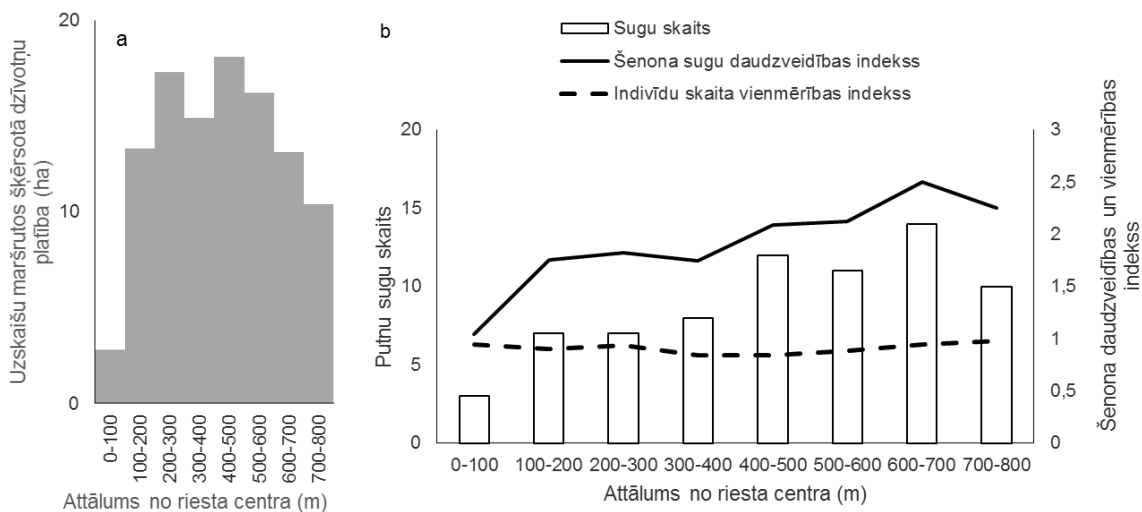 a
20
10
0
Uzskaišu maršrutos šķērsotā dzīvotņu
platība (ha)
0-100
100-200
200-300
300-400
400-500
500-600
600-700
700-800
Attālums no riesta centra (m)
b
Sugu skaits
Šenona sugu daudzveidības indekss
Indivīdu skaita vienmērības indekss
20
15
10
5
0
Putnu sugu skaits
3
2,5
2
1,5
1
0,5
0
Šenona daudzveidības un vienmērības
indekss
0-100
100-200
200-300
300-400
400-500
500-600
600-700
700-800
Attālums no riesta centra (m)